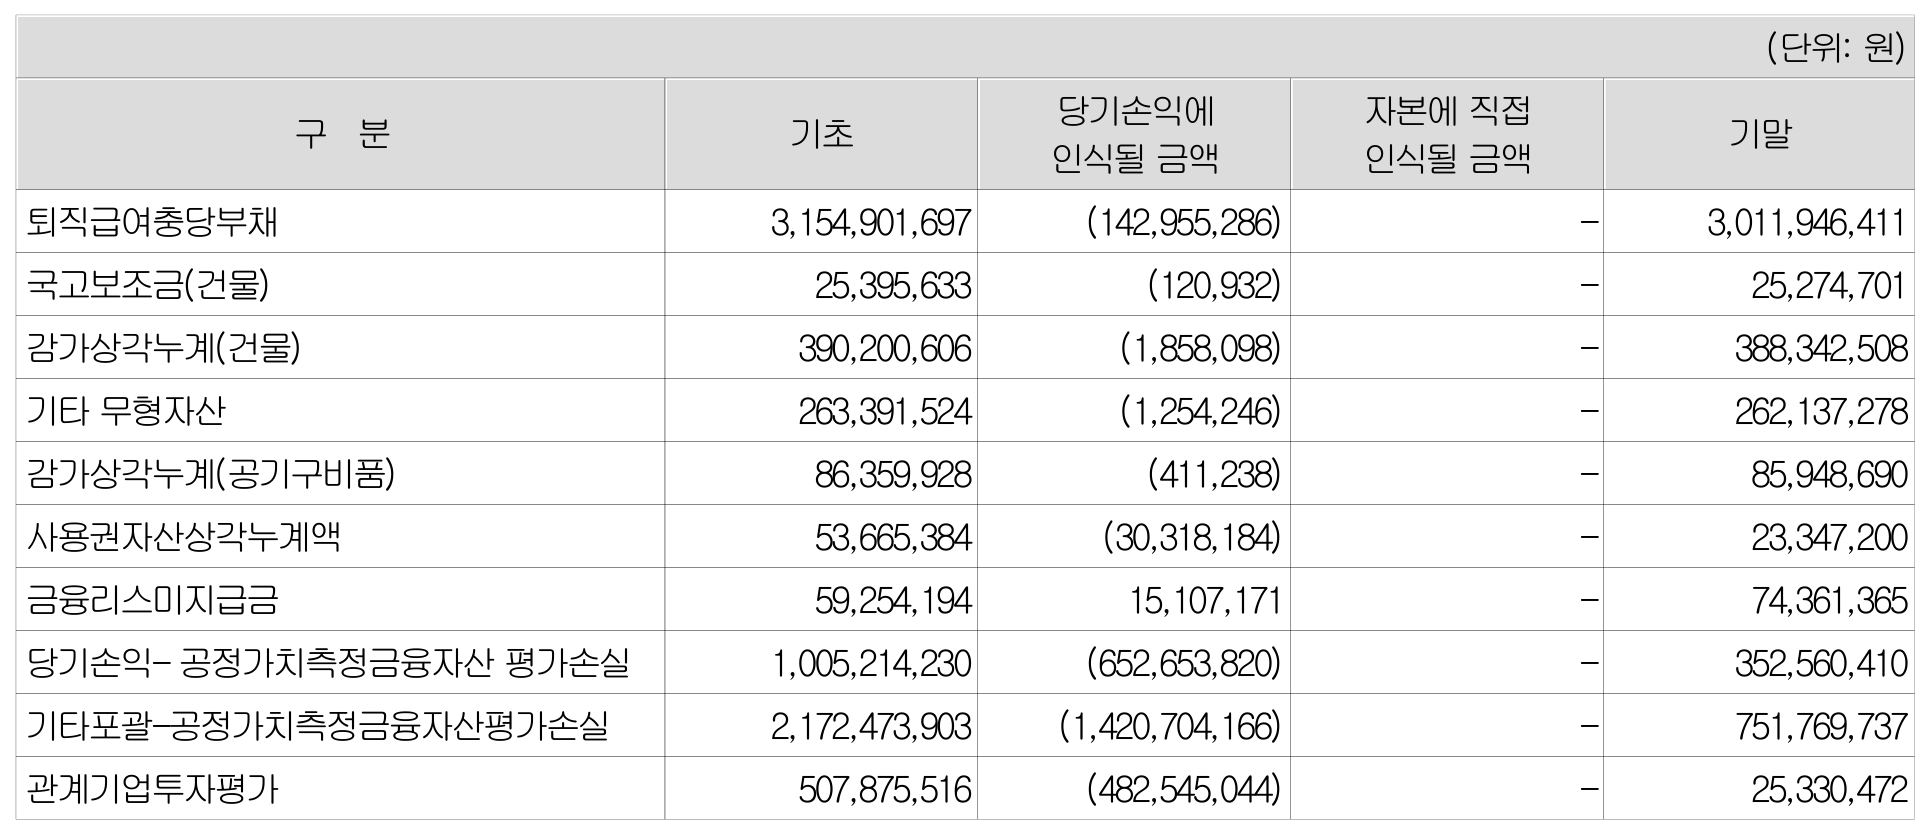 (단위: 원)
구 분 기초 당기손익에 인식될 금액 자본에 직접 인식될 금액 기말
퇴직급여충당부채 3,154,901,697 (142,955,286) – 3,011,946,411
국고보조금(건물) 25,395,633 (120,932) – 25,274,701
감가상각누계(건물) 390,200,606 (1,858,098) – 388,342,508
기타 무형자산 263,391,524 (1,254,246) – 262,137,278
감가상각누계(공기구비품) 86,359,928 (411,238) – 85,948,690
사용권자산상각누계액 53,665,384 (30,318,184) – 23,347,200
금융리스미지급금 59,254,194 15,107,171 – 74,361,365
당기손익– 공정가치측정금융자산 평가손실 1,005,214,230 (652,653,820) – 352,560,410
기타포괄–공정가치측정금융자산평가손실 2,172,473,903 (1,420,704,166) – 751,769,737
관계기업투자평가 507,875,516 (482,545,044) – 25,330,472